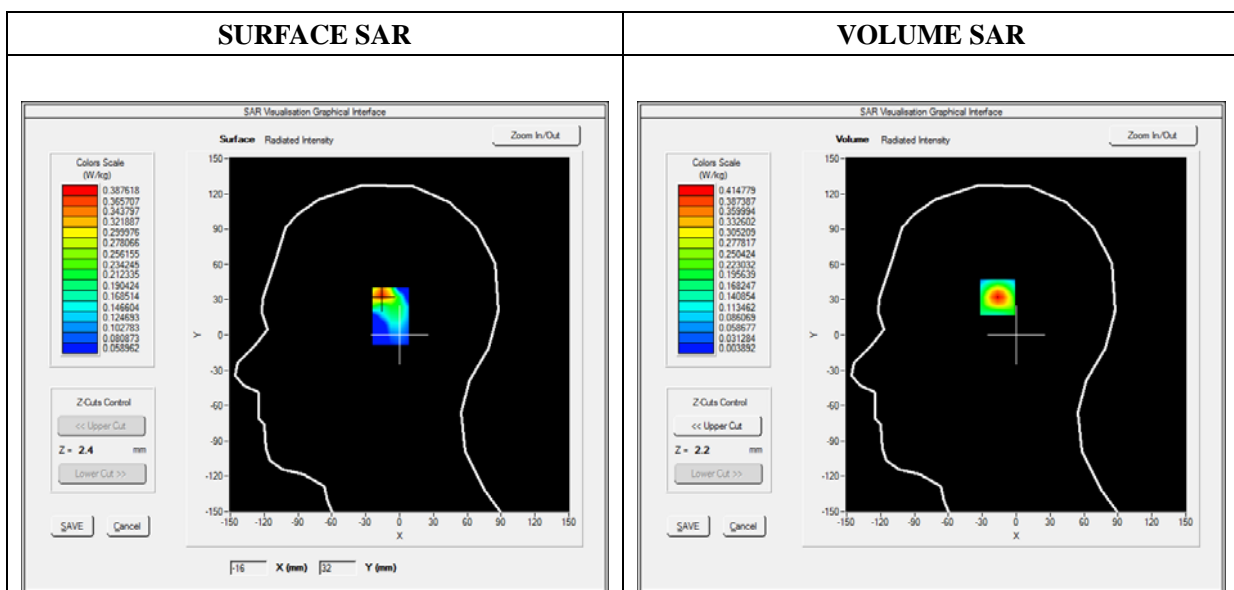 SURFACE SAR
SAR Visualisation Graphical Interface
Surface Radiated Intensity
Zoom In/Out
Colors Scale
(W/kg)
0.387618
0.365707
0.343797
0.321887
0.299976
0.278066
0.256155
0.234245
0.212335
0.190424
0.168514
0.146604
0.124693
0.102783
0.080873
0.058962
Z-Cuts Control
<< Upper Cut
Z = 2.4 mm
Lower Cut >>
SAVE Cancel
150
120
90
60
30
0
-30
-60
-90
-120
-150
Y
-150 -120 -90 -60 -30 0 30 60 90 120 150
X
-16 X (mm) 32 Y (mm)
VOLUME SAR
SAR Visualisation Graphical Interface
Volume Radiated Intensity
Zoom In/Out
Colors Scale
(W/kg)
0.414779
0.387387
0.359994
0.332602
0.305209
0.277817
0.250424
0.223032
0.195639
0.168247
0.140854
0.113462
0.086069
0.058677
0.031284
0.003892
Z-Cuts Control
<< Upper Cut
Z = 2.2 mm
Lower Cut >>
SAVE Cancel
150
120
90
60
30
0
-30
-60
-90
-120
-150
Y
-150 -120 -90 -60 -30 0 30 60 90 120 150
X